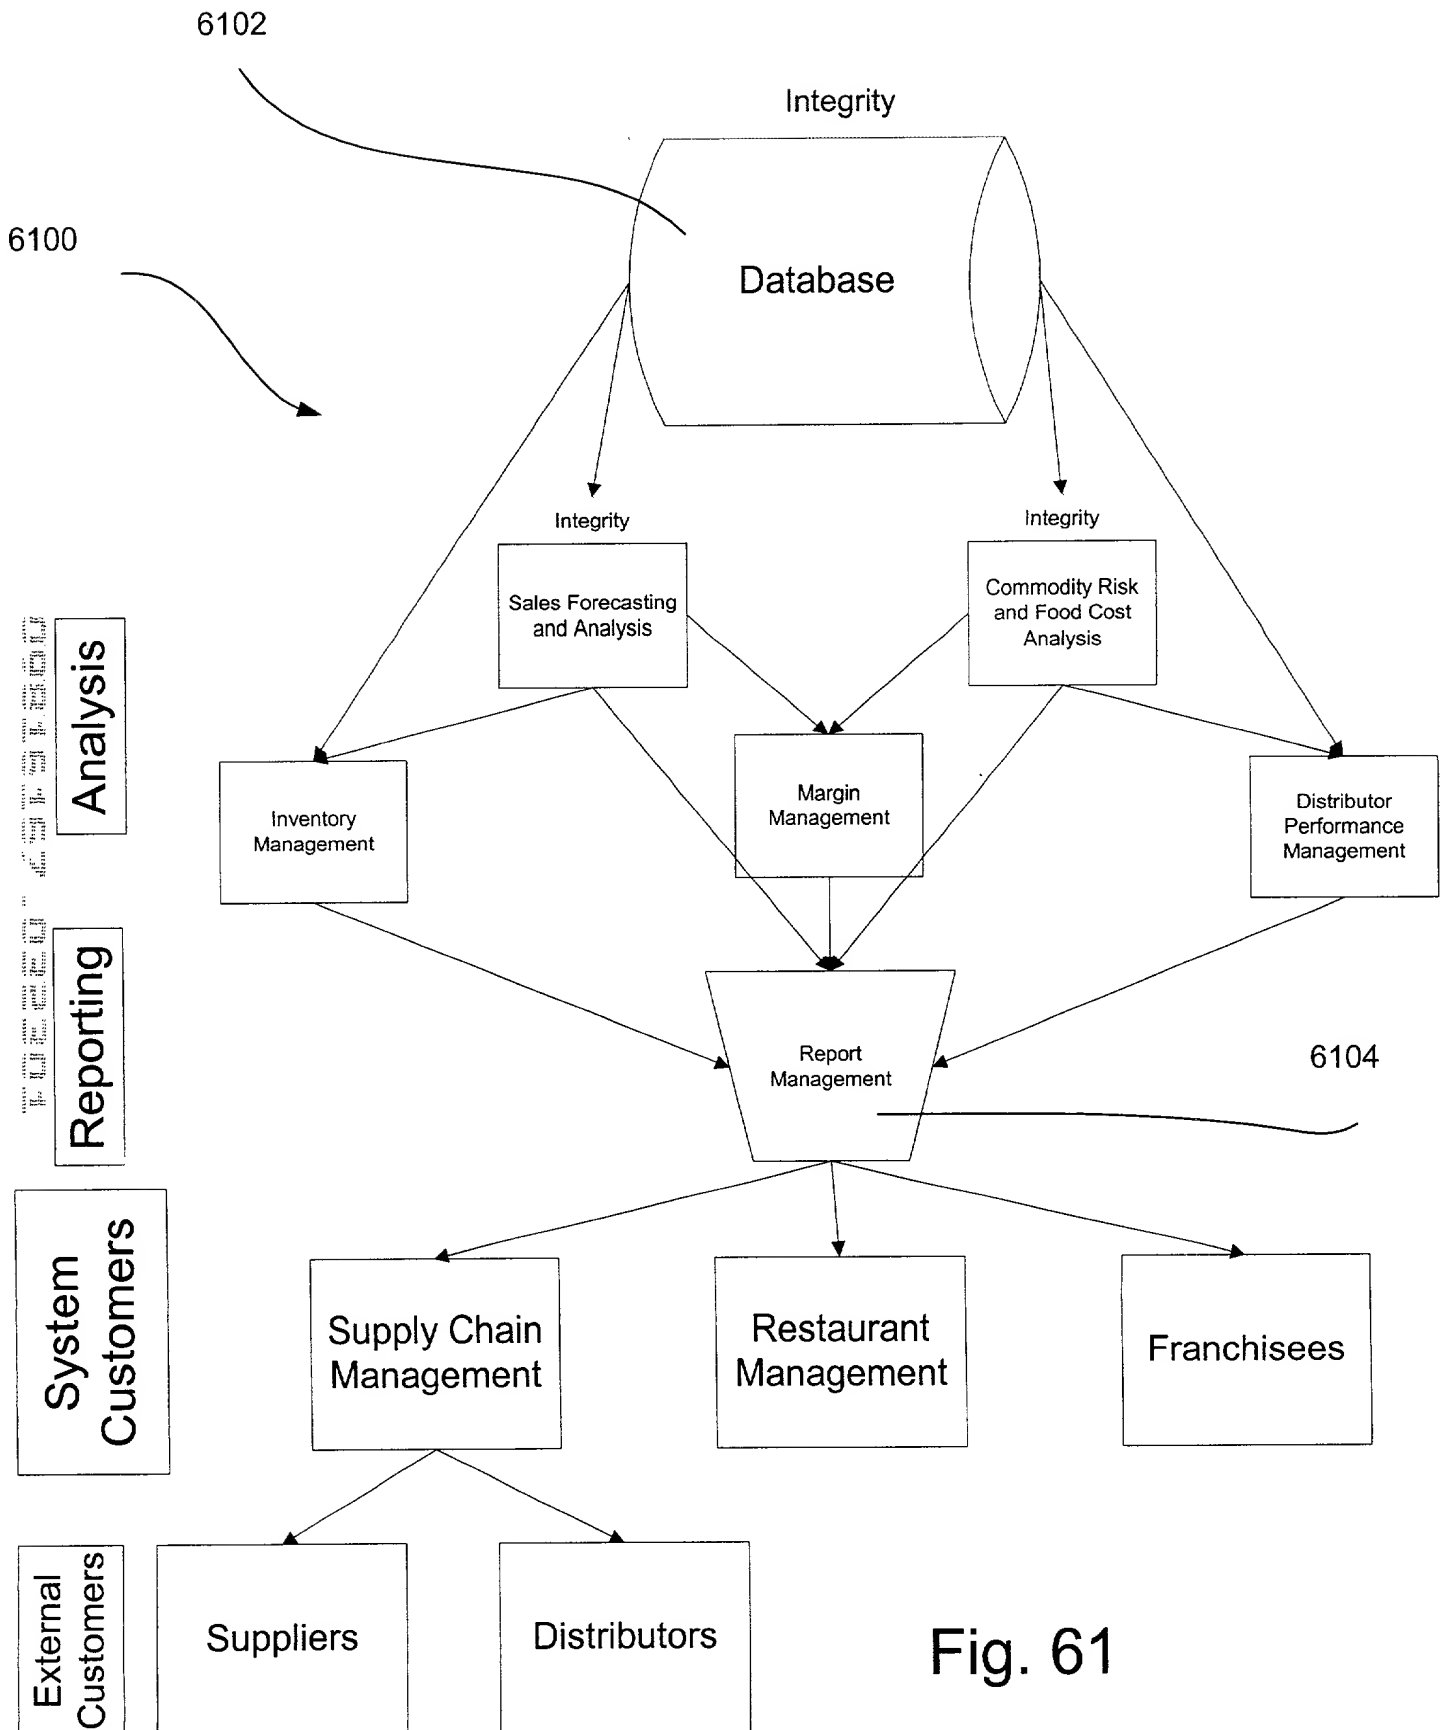 6102
Integrity
6100
Database
Integrity
Integrity
Sales Forecasting
and Analysis
Commodity Risk
and Food Cost
Analysis
Analysis
Inventory
Management
Margin
Management
Distributor
Performance
Management
Reporting
Report
Management
6104
System
Customers
Supply Chain
Management
Restaurant
Management
Franchisees
External
Customers
Suppliers
Distributors
Fig. 61